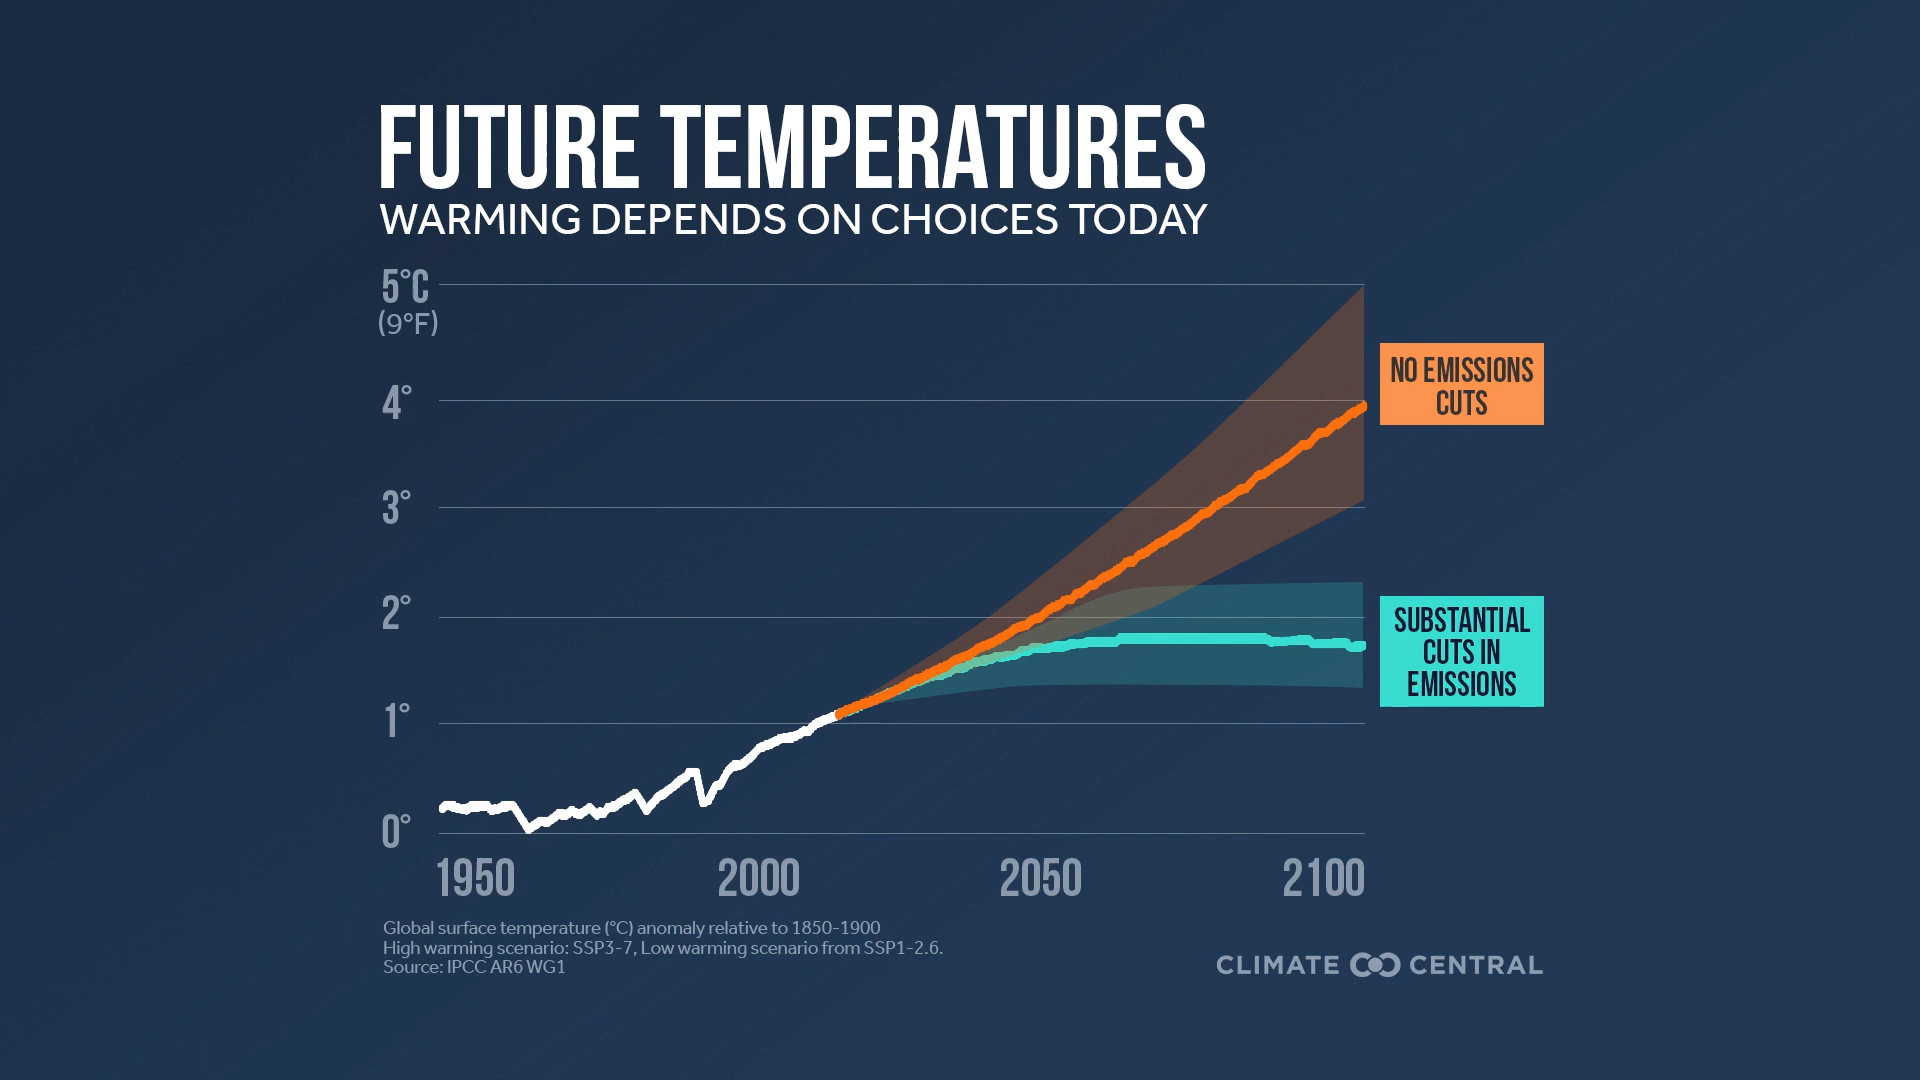 FUTURE TEMPERATURES
WARMING DEPENDS ON CHOICES TODAY
5°C
(9°F)
4°
3°
2°
1°
0°
1950 2000 2050 2100
NO EMISSIONS
CUTS
SUBSTANTIAL
CUTS IN
EMISSIONS
Global surface temperature (°C) anomaly relative to 1850-1900
High warming scenario: SSP3-7, Low warming scenario from SSP1-2.6.
Source: IPCC AR6 WG1
CLIMATE CENTRAL